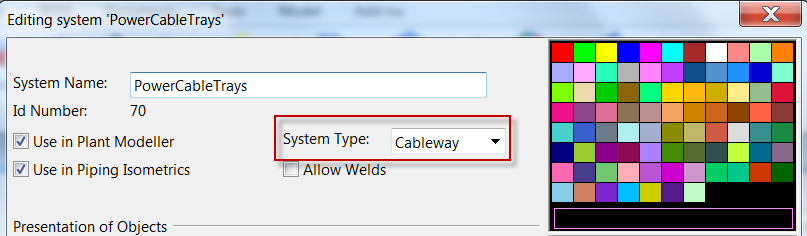 Editing system 'PowerCableTrays'
System Name: PowerCableTrays
Id Number: 70
Use in Plant Modeller
System Type: Cableway
Use in Piping Isometrics
Allow Welds
Presentation of Objects